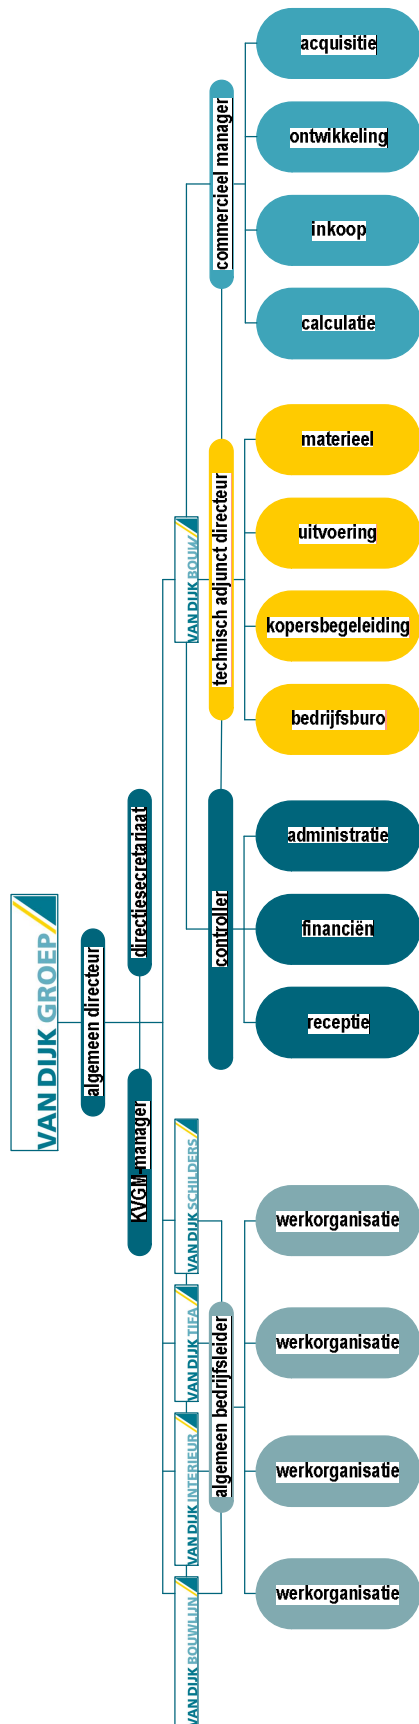 VAN DIJK GROEP
algemeen directeur
KVGM-manager
directiesecretariaat
VAN DIJK BOUWLIJN
VAN DIJK INTERIEUR
VAN DIJK TIFA
VAN DIJK SCHILDERS
VAN DIJK BOUW
algemeen bedrijfsleider
controller
technisch adjunct directeur
commercieel manager
werkorganisatie
werkorganisatie
werkorganisatie
werkorganisatie
receptie
financiën
administratie
bedrijfsburo
kopersbegeleiding
uitvoering
materieel
calculatie
inkoop
ontwikkeling
acquisitie